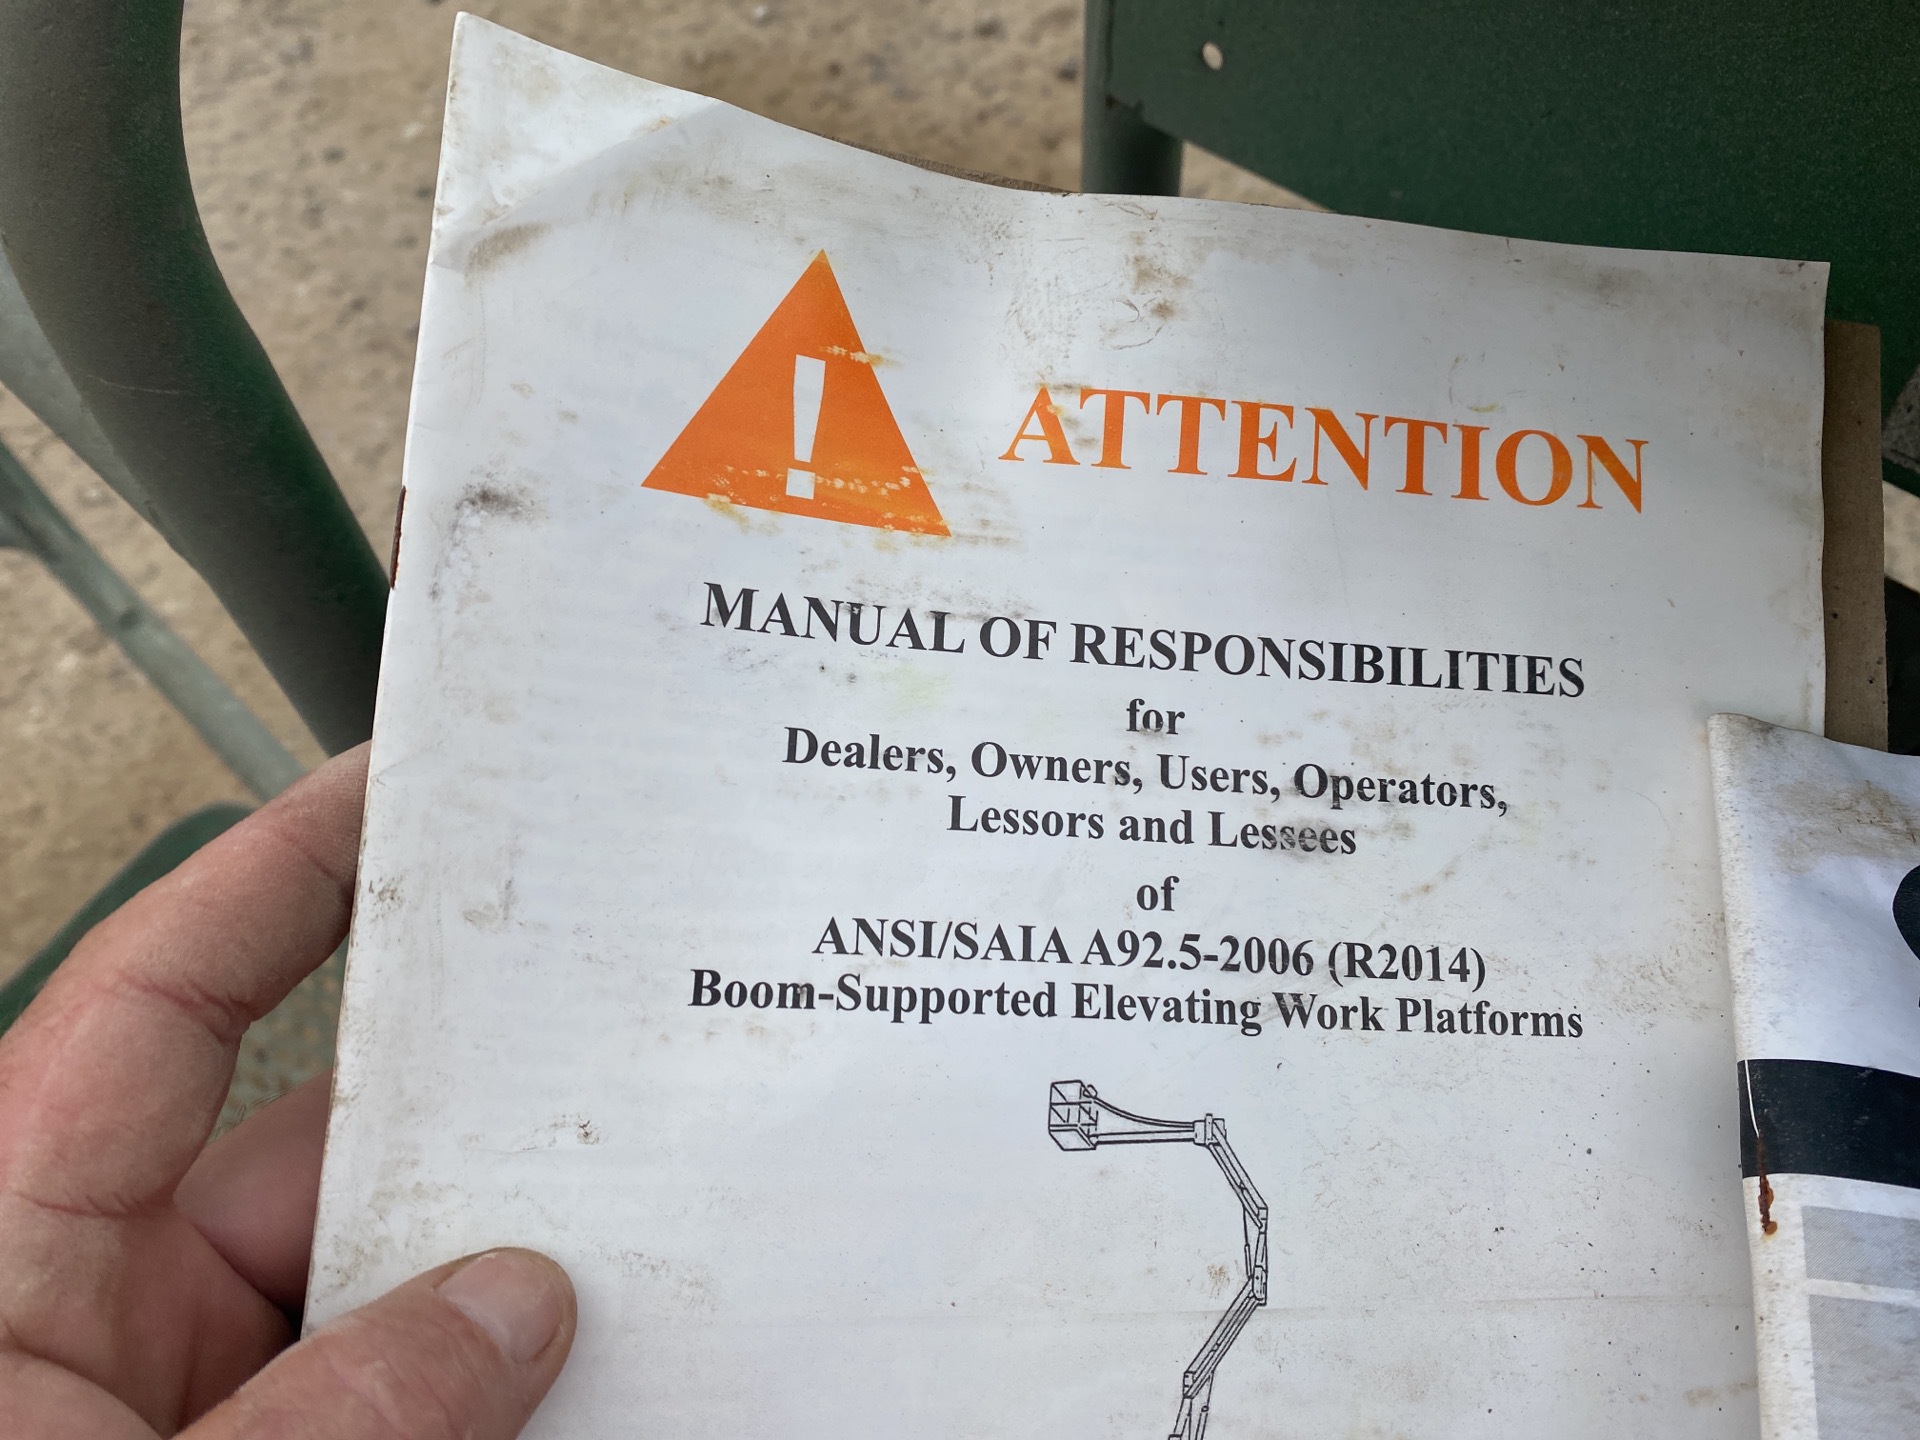 ATTENTION
MANUAL OF RESPONSIBILITIES
for
Dealers, Owners, Users, Operators,
Lessors and Lessees
of
ANSI/SAIA A92.5-2006 (R2014)
Boom-Supported Elevating Work Platforms